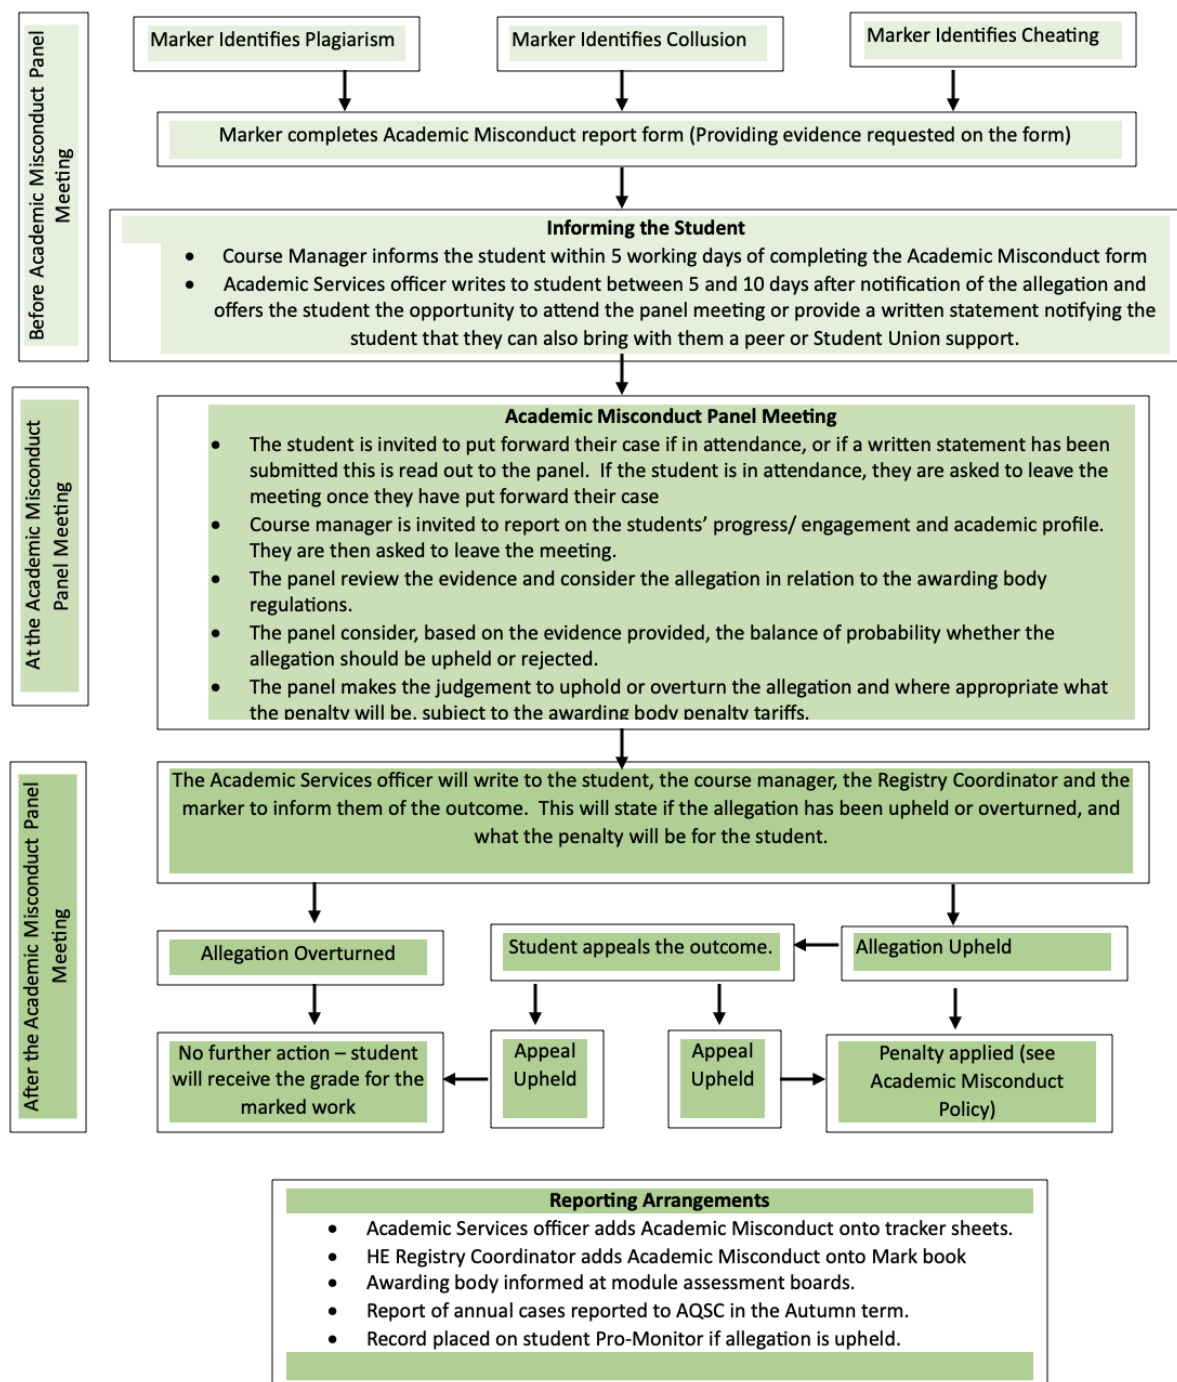 Before Academic Misconduct Panel
Meeting
Marker Identifies Plagiarism
Marker Identifies Collusion
Marker Identifies Cheating
Marker completes Academic Misconduct report form (Providing evidence requested on the form)
Informing the Student
• Course Manager informs the student within 5 working days of completing the Academic Misconduct form
• Academic Services officer writes to student between 5 and 10 days after notification of the allegation and
offers the student the opportunity to attend the panel meeting or provide a written statement notifying the
student that they can also bring with them a peer or Student Union support.
At the Academic Misconduct
Panel Meeting
Academic Misconduct Panel Meeting
• The student is invited to put forward their case if in attendance, or if a written statement has been
submitted this is read out to the panel.  If the student is in attendance, they are asked to leave the
meeting once they have put forward their case
• Course manager is invited to report on the students’ progress/ engagement and academic profile.
They are then asked to leave the meeting.
• The panel review the evidence and consider the allegation in relation to the awarding body
regulations.
• The panel consider, based on the evidence provided, the balance of probability whether the
allegation should be upheld or rejected.
• The panel makes the judgement to uphold or overturn the allegation and where appropriate what
the penalty will be, subject to the awarding body penalty tariffs.
After the Academic Misconduct Panel
Meeting
The Academic Services officer will write to the student, the course manager, the Registry Coordinator and the
marker to inform them of the outcome.  This will state if the allegation has been upheld or overturned, and
what the penalty will be for the student.
Allegation Overturned
Student appeals the outcome.
Allegation Upheld
No further action – student
will receive the grade for the
marked work
Appeal
Upheld
Appeal
Upheld
Penalty applied (see
Academic Misconduct
Policy)
Reporting Arrangements
• Academic Services officer adds Academic Misconduct onto tracker sheets.
• HE Registry Coordinator adds Academic Misconduct onto Mark book
• Awarding body informed at module assessment boards.
• Report of annual cases reported to AQSC in the Autumn term.
• Record placed on student Pro-Monitor if allegation is upheld.